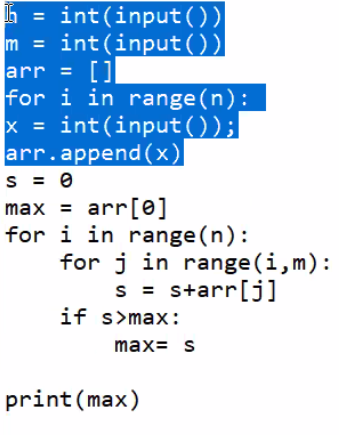 n = int(input())
m = int(input())
arr = []
for i in range(n):
x = int(input());
arr.append(x)
s = 0
max = arr[0]
for i in range(n):
    for j in range(i,m):
        s = s+arr[j]
    if s>max:
        max= s
print(max)